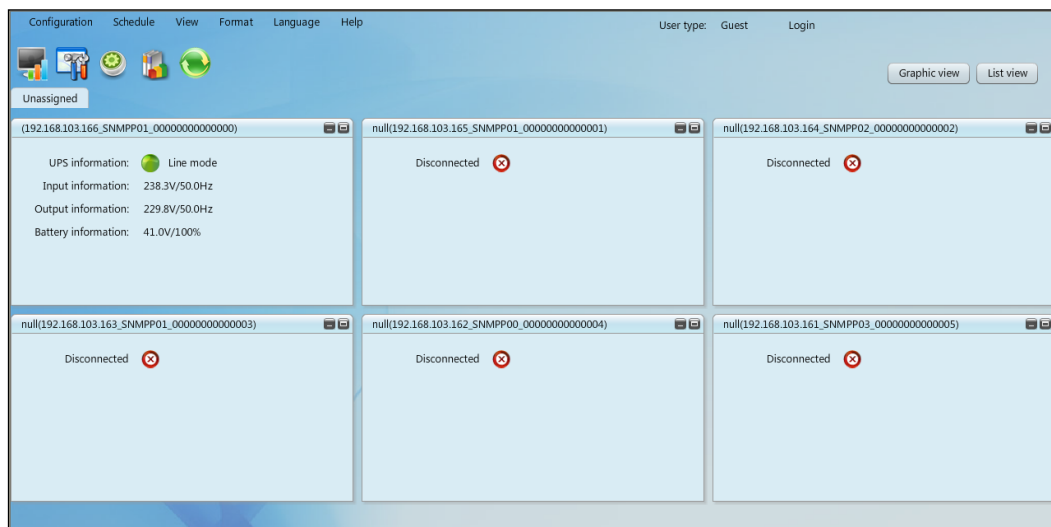 Configuration Schedule View Format Language Help User type: Guest Login
Graphic view List view
Unassigned
(192.168.103.166_SNMPP01_00000000000000)
UPS information: Line mode
Input information: 238.3V/50.0Hz
Output information: 229.8V/50.0Hz
Battery information: 41.0V/100%
null(192.168.103.165_SNMPP01_00000000000001)
Disconnected
null(192.168.103.164_SNMPP02_00000000000002)
Disconnected
null(192.168.103.163_SNMPP01_00000000000003)
Disconnected
null(192.168.103.162_SNMPP00_00000000000004)
Disconnected
null(192.168.103.161_SNMPP03_00000000000005)
Disconnected